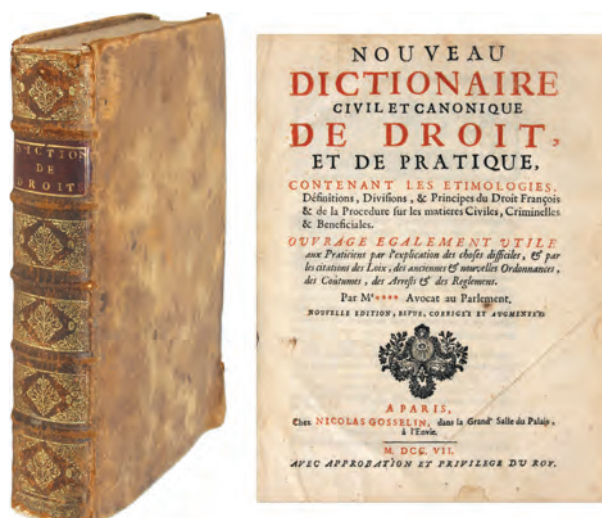 DICTION
DE
DROIT
NOUVEAU
DICTIONAIRE
CIVIL ET CANONIQUE
DE DROIT,
ET DE PRATIQUE,
CONTENANT LES ETIMOLOGIES,
Définitions, Divisions, & Principes du Droit François
& de la Procedure sur les matieres Civiles, Criminelles
& Beneficiales.
OUVRAGE EGALEMENT UTILE
aux Praticiens par l'explication des choses difficiles, & par
les citations des Loix, des anciennes & nouvelles Ordonnances,
des Coûtumes, des Arrests & des Reglemens.
Par Me **** Avocat au Parlement.
NOUVELLE EDITION, REVUE, CORRIGÉE ET AUGMENTÉE
A PARIS,
Chez NICOLAS GOSSELIN, dans la Grand' Salle du Palais,
à l'Envie.
M. DCC. VII.
AVEC APPROBATION ET PRIVILEGE DU ROY.